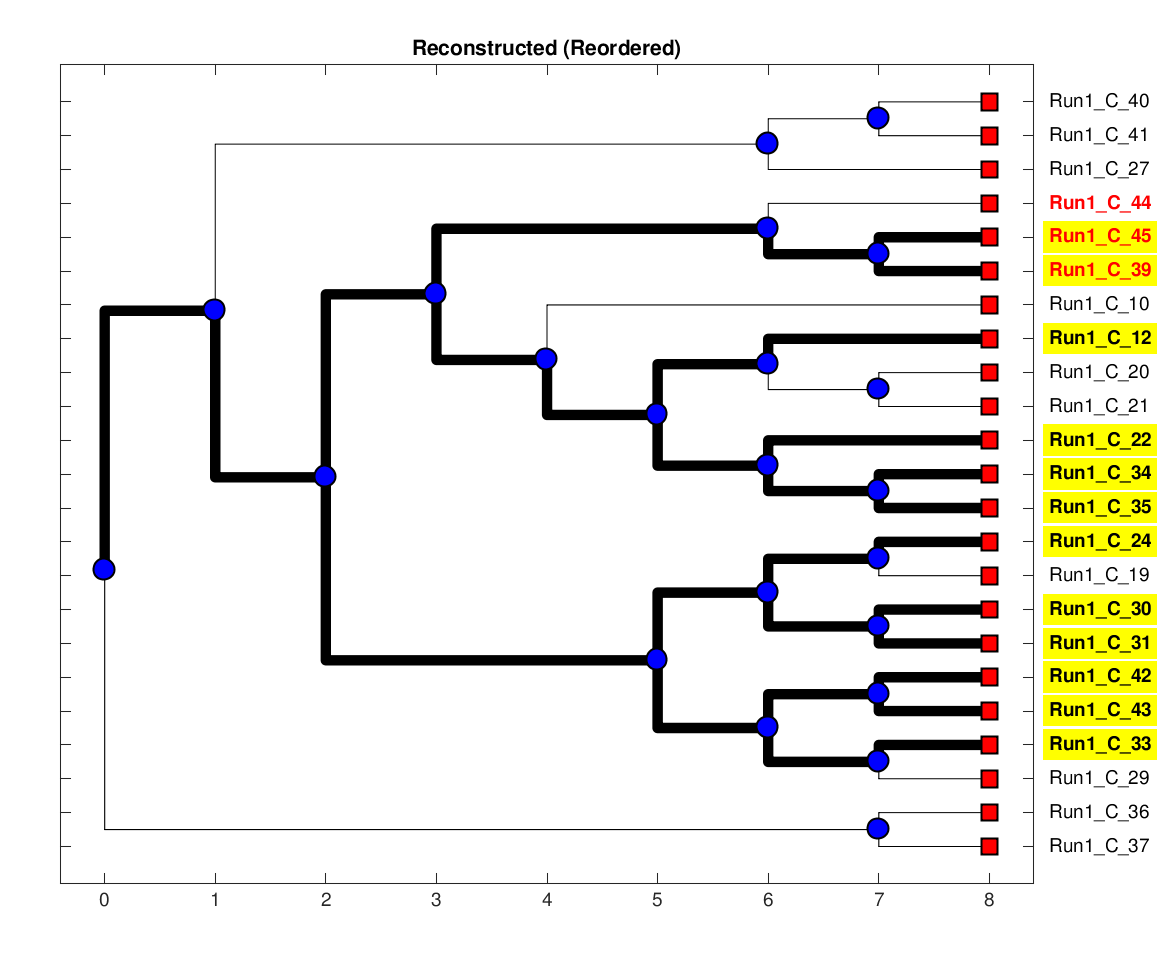 Reconstructed (Reordered)
Run1_C_40
Run1_C_41
Run1_C_27
Run1_C_44
Run1_C_45
Run1_C_39
Run1_C_10
Run1_C_12
Run1_C_20
Run1_C_21
Run1_C_22
Run1_C_34
Run1_C_35
Run1_C_24
Run1_C_19
Run1_C_30
Run1_C_31
Run1_C_42
Run1_C_43
Run1_C_33
Run1_C_29
Run1_C_36
Run1_C_37
0 1 2 3 4 5 6 7 8